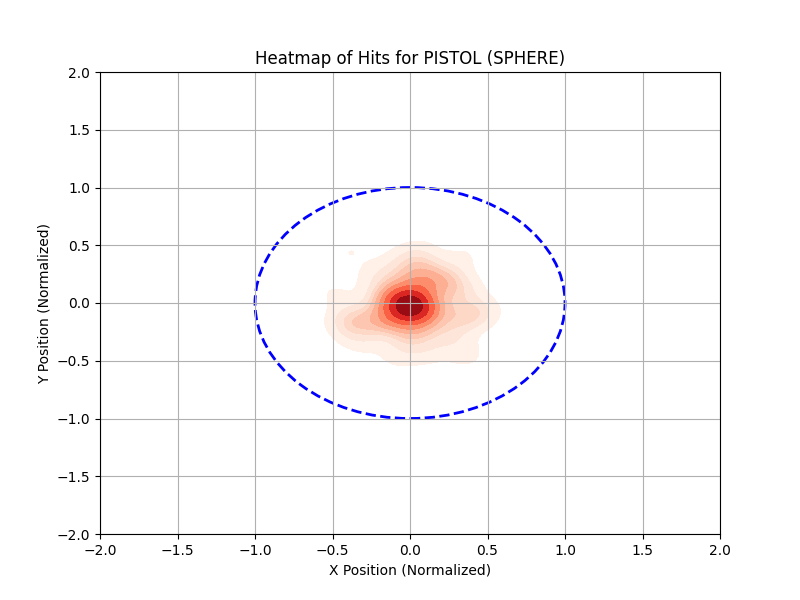 Heatmap of Hits for PISTOL (SPHERE)
2.0
1.5
1.0
0.5
0.0
−0.5
−1.0
−1.5
−2.0
Y Position (Normalized)
−2.0 −1.5 −1.0 −0.5 0.0 0.5 1.0 1.5 2.0
X Position (Normalized)